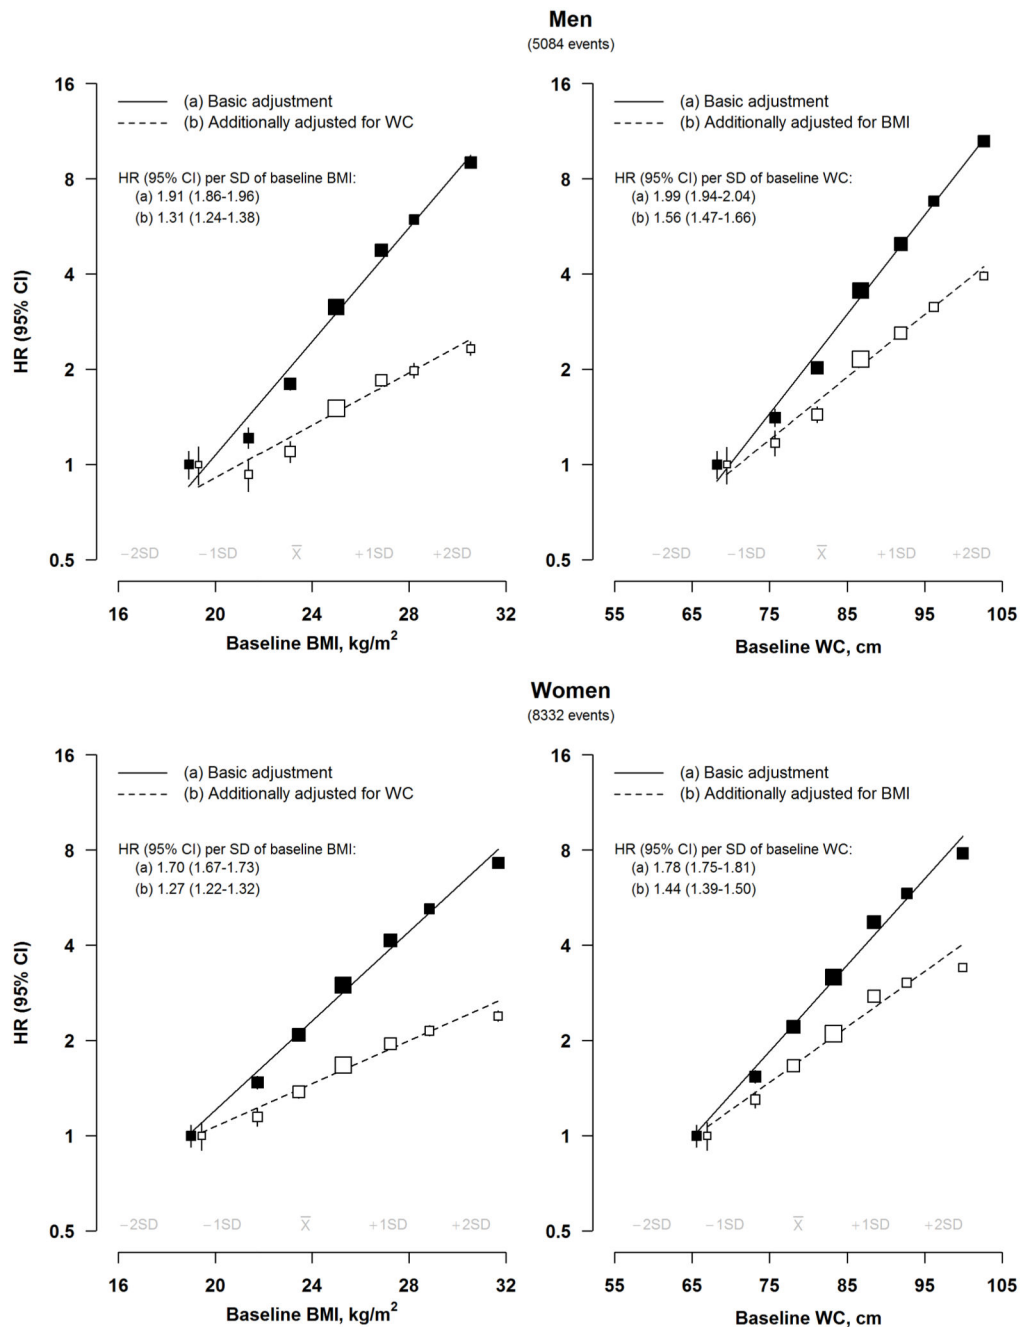 Men
(5084 events)
16
8
4
2
1
0.5
HR (95% CI)
(a) Basic adjustment
(b) Additionally adjusted for WC
HR (95% CI) per SD of baseline BMI:
(a) 1.91 (1.86-1.96)
(b) 1.31 (1.24-1.38)
−2SD −1SD X̅ +1SD +2SD
16 20 24 28 32
Baseline BMI, kg/m²
16
8
4
2
1
0.5
(a) Basic adjustment
(b) Additionally adjusted for BMI
HR (95% CI) per SD of baseline WC:
(a) 1.99 (1.94-2.04)
(b) 1.56 (1.47-1.66)
−2SD −1SD X̅ +1SD +2SD
55 65 75 85 95 105
Baseline WC, cm
Women
(8332 events)
16
8
4
2
1
0.5
HR (95% CI)
(a) Basic adjustment
(b) Additionally adjusted for WC
HR (95% CI) per SD of baseline BMI:
(a) 1.70 (1.67-1.73)
(b) 1.27 (1.22-1.32)
−2SD −1SD X̅ +1SD +2SD
16 20 24 28 32
Baseline BMI, kg/m²
16
8
4
2
1
0.5
(a) Basic adjustment
(b) Additionally adjusted for BMI
HR (95% CI) per SD of baseline WC:
(a) 1.78 (1.75-1.81)
(b) 1.44 (1.39-1.50)
−2SD −1SD X̅ +1SD +2SD
55 65 75 85 95 105
Baseline WC, cm